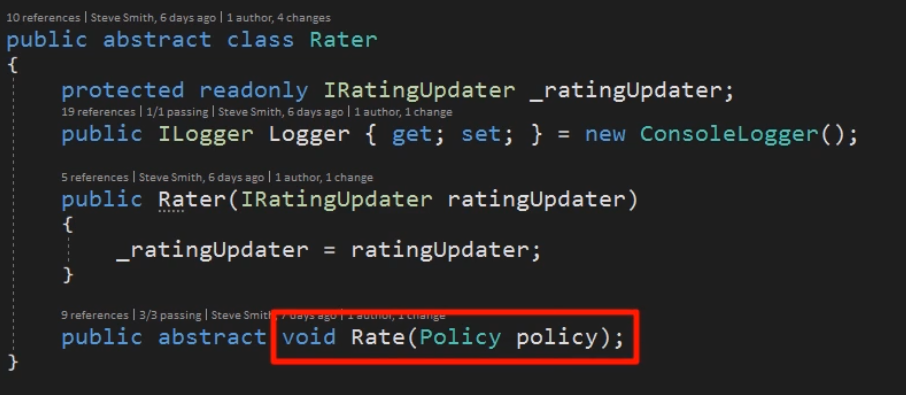 10 references | Steve Smith, 6 days ago | 1 author, 4 changes
public abstract class Rater
{
protected readonly IRatingUpdater _ratingUpdater;
19 references | 1/1 passing | Steve Smith, 6 days ago | 1 author, 1 change
public ILogger Logger { get; set; } = new ConsoleLogger();
5 references | Steve Smith, 6 days ago | 1 author, 1 change
public Rater(IRatingUpdater ratingUpdater)
{
_ratingUpdater = ratingUpdater;
}
9 references | 3/3 passing | Steve Smith, 7 days ago | 1 author, 1 change
public abstract void Rate(Policy policy);
}